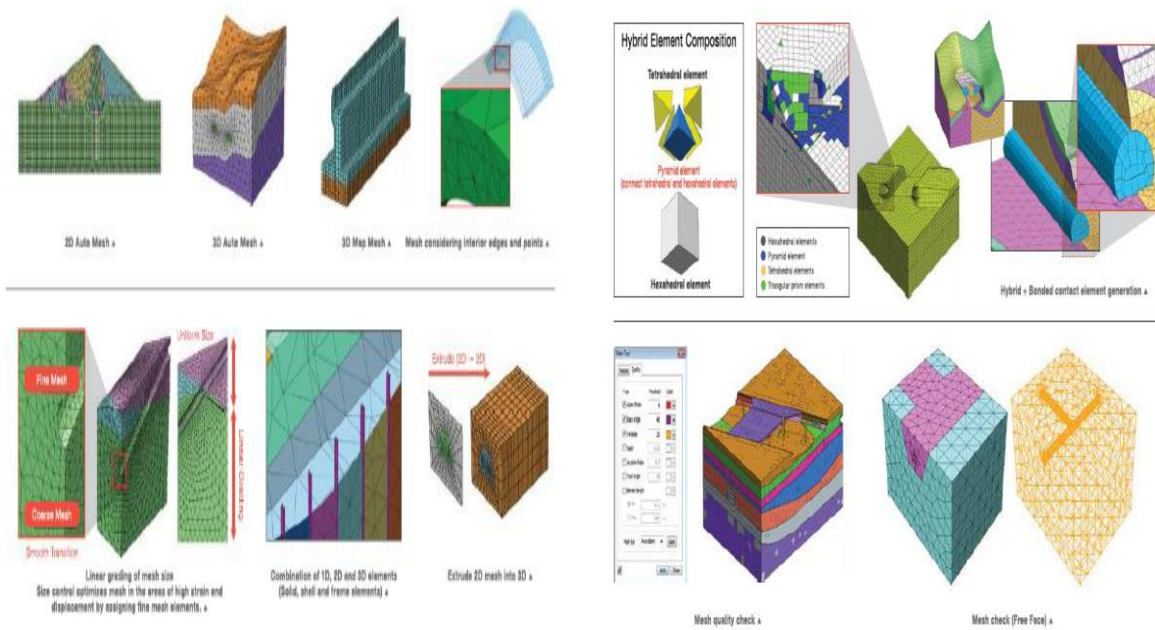 2D Auto Mesh ▲
3D Auto Mesh ▲
3D Map Mesh ▲
Mesh considering interior edges and points ▲
Fine Mesh
Coarse Mesh
Smooth Transition
Uniform Size
Linear Grading
Linear grading of mesh size
Size control optimizes mesh in the areas of high strain and
displacement by assigning fine mesh elements. ▲
Combination of 1D, 2D and 3D elements
(Solid, shell and frame elements) ▲
Extrude (2D → 3D)
Extrude 2D mesh into 3D ▲
Hybrid Element Composition
Tetrahedral element
Pyramid element
(connect tetrahedral and hexahedral elements)
Hexahedral element
Hexahedral elements
Pyramid element
Tetrahedral elements
Triangular prism elements
Hybrid + Bonded contact element generation ▲
Quality
Mesh quality check ▲
Mesh check (Free Face) ▲